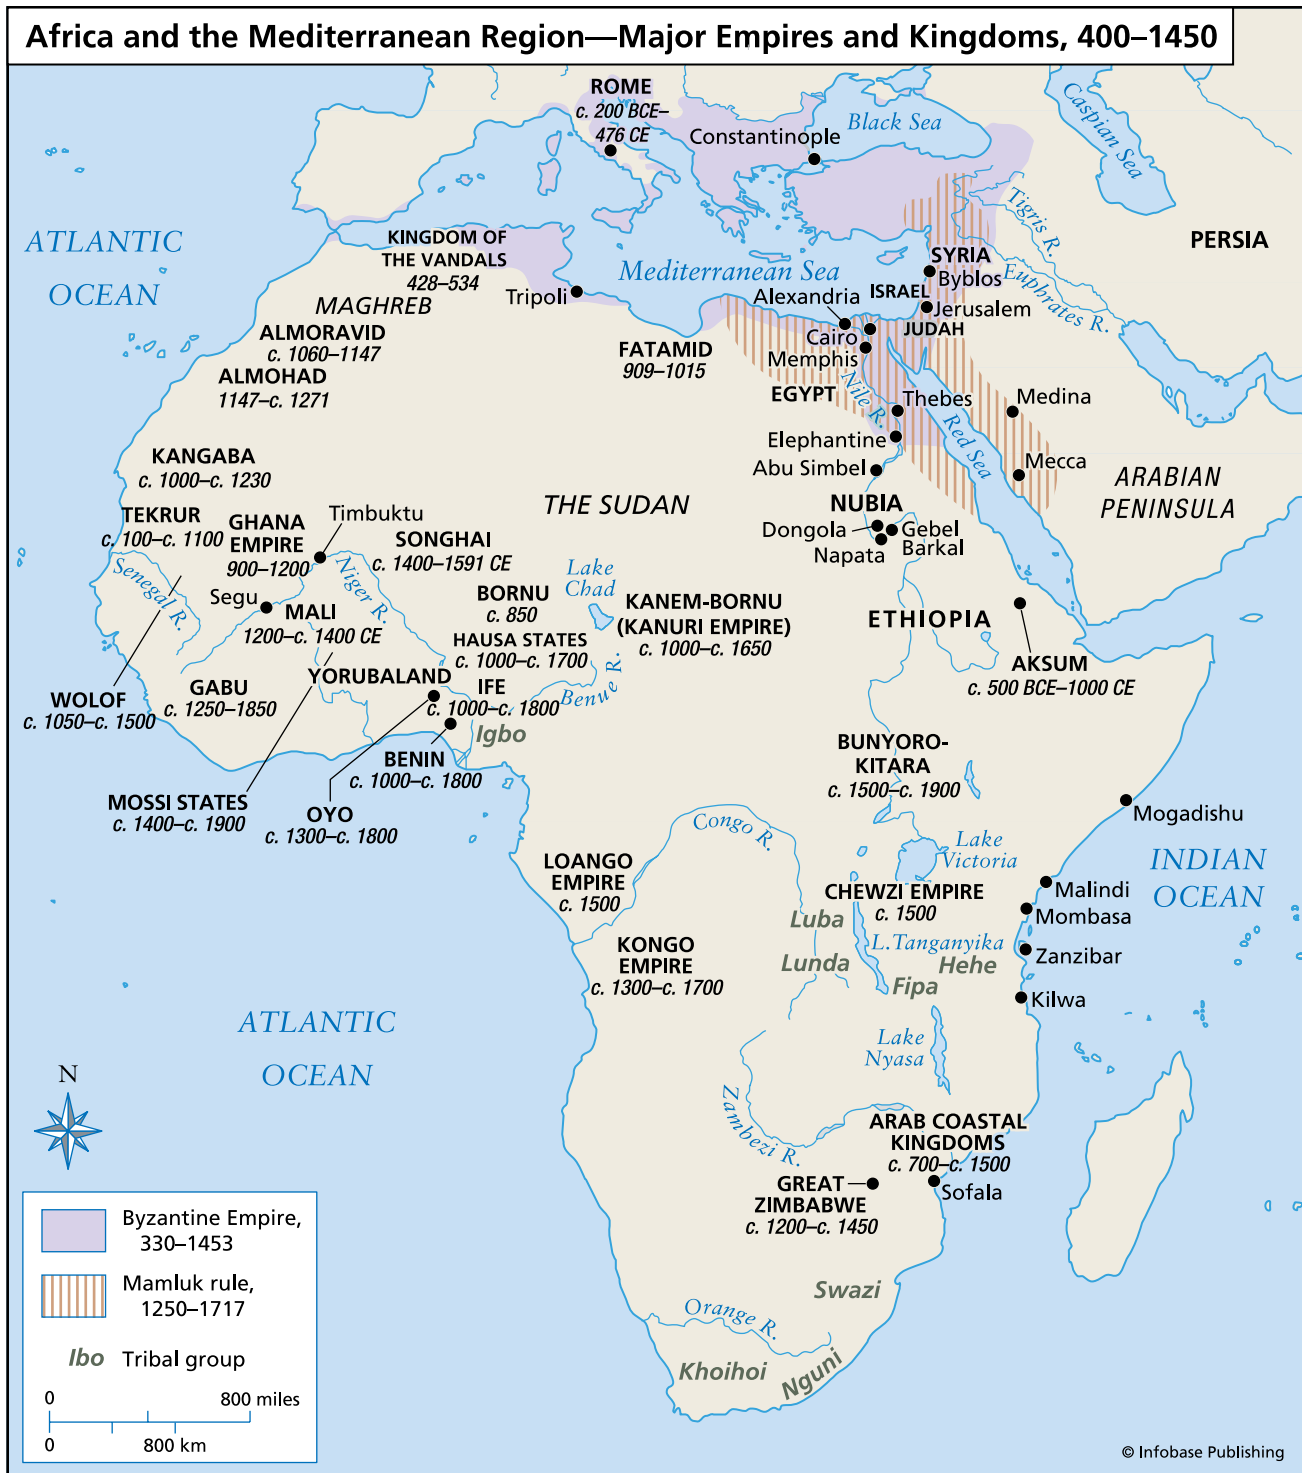 Africa and the Mediterranean Region—Major Empires and Kingdoms, 400–1450
ROME
c. 200 BCE–
476 CE
Constantinople
Black Sea
Caspian Sea
Tigris R.
ATLANTIC
OCEAN
KINGDOM OF
THE VANDALS
428–534
Mediterranean Sea
SYRIA
Byblos
Euphrates R.
PERSIA
MAGHREB
Tripoli
Alexandria
ISRAEL
Jerusalem
JUDAH
Cairo
Memphis
ALMORAVID
c. 1060–1147
ALMOHAD
1147–c. 1271
FATAMID
909–1015
EGYPT
Nile R.
Thebes
Red Sea
Medina
Elephantine
Abu Simbel
Mecca
ARABIAN
PENINSULA
KANGABA
c. 1000–c. 1230
TEKRUR
c. 100–c. 1100
GHANA
EMPIRE
900–1200
Timbuktu
SONGHAI
c. 1400–1591 CE
THE SUDAN
NUBIA
Dongola
Gebel
Barkal
Napata
Senegal R.
Segu
Niger R.
MALI
1200–c. 1400 CE
BORNU
c. 850
Lake
Chad
HAUSA STATES
c. 1000–c. 1700
KANEM-BORNU
(KANURI EMPIRE)
c. 1000–c. 1650
ETHIOPIA
AKSUM
c. 500 BCE–1000 CE
WOLOF
c. 1050–c. 1500
GABU
c. 1250–1850
YORUBALAND
IFE
c. 1000–c. 1800
Benue R.
Igbo
BENIN
c. 1000–c. 1800
MOSSI STATES
c. 1400–c. 1900
OYO
c. 1300–c. 1800
BUNYORO-
KITARA
c. 1500–c. 1900
Mogadishu
Congo R.
Lake
Victoria
INDIAN
OCEAN
LOANGO
EMPIRE
c. 1500
CHEWZI EMPIRE
c. 1500
Malindi
Mombasa
Luba
L.Tanganyika
KONGO
EMPIRE
c. 1300–c. 1700
Lunda
Hehe
Zanzibar
Fipa
Kilwa
ATLANTIC
OCEAN
Lake
Nyasa
N
Zambezi R.
ARAB COASTAL
KINGDOMS
c. 700–c. 1500
GREAT
ZIMBABWE
c. 1200–c. 1450
Sofala
Swazi
Orange R.
Khoihoi
Nguni
Byzantine Empire,
330–1453
Mamluk rule,
1250–1717
Ibo Tribal group
0 800 miles
0 800 km
© Infobase Publishing